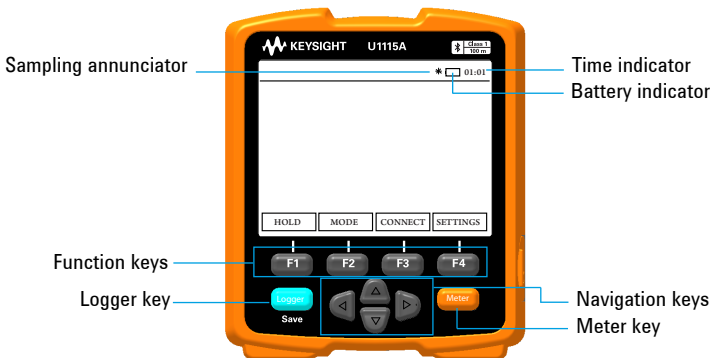 KEYSIGHT U1115A
Class 1
100 m
Sampling annunciator
01:01
Time indicator
Battery indicator
HOLD MODE CONNECT SETTINGS
Function keys
F1 F2 F3 F4
Logger key
Logger
Save
Meter
Navigation keys
Meter key